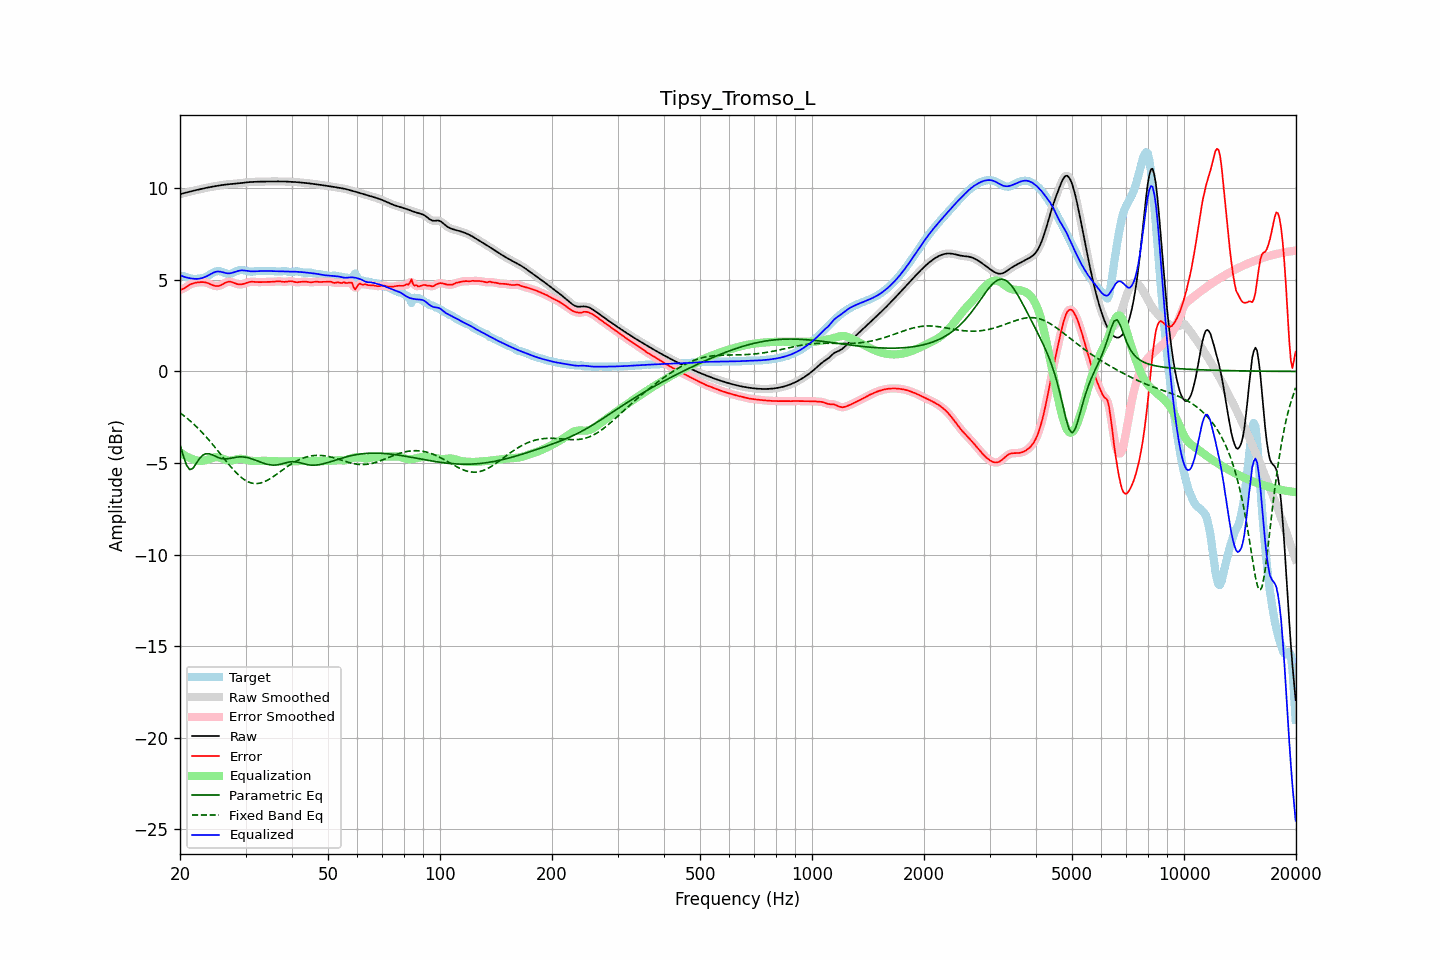 Tipsy_Tromso_L
Amplitude (dBr)
10
5
0
−5
−10
−15
−20
−25
Target
Raw Smoothed
Error Smoothed
Raw
Error
Equalization
Parametric Eq
Fixed Band Eq
Equalized
20 50 100 200 500 1000 2000 5000 10000 20000
Frequency (Hz)